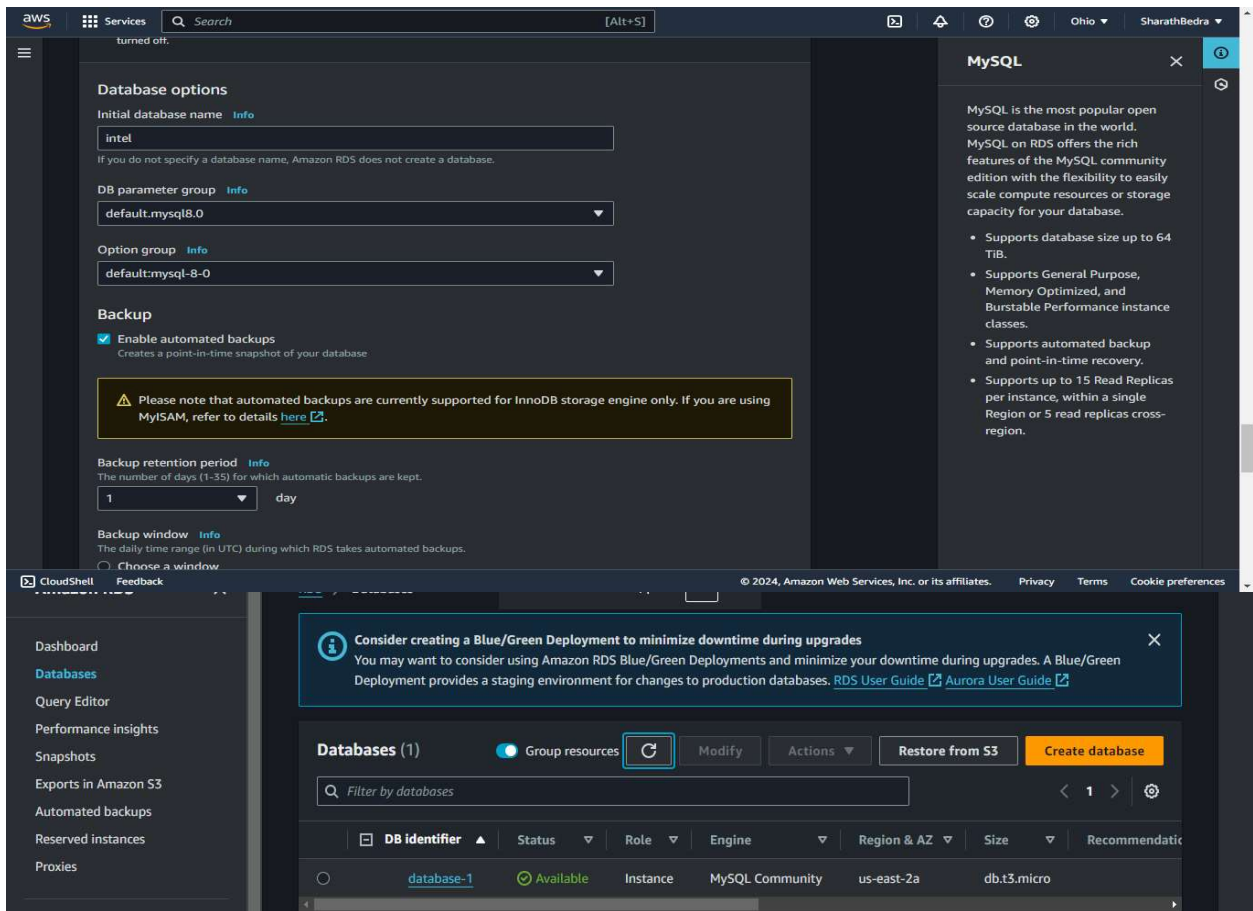 aws Services Search [Alt+S] Ohio ▼ SharathBedra ▼
turned off.
Database options
Initial database name Info
intel
If you do not specify a database name, Amazon RDS does not create a database.
DB parameter group Info
default.mysql8.0
Option group Info
default:mysql-8-0
Backup
Enable automated backups
Creates a point-in-time snapshot of your database
Please note that automated backups are currently supported for InnoDB storage engine only. If you are using
MyISAM, refer to details here.
Backup retention period Info
The number of days (1-35) for which automatic backups are kept.
1 day
Backup window Info
The daily time range (in UTC) during which RDS takes automated backups.
Choose a window
MySQL
MySQL is the most popular open
source database in the world.
MySQL on RDS offers the rich
features of the MySQL community
edition with the flexibility to easily
scale compute resources or storage
capacity for your database.
• Supports database size up to 64
TiB.
• Supports General Purpose,
Memory Optimized, and
Burstable Performance instance
classes.
• Supports automated backup
and point-in-time recovery.
• Supports up to 15 Read Replicas
per instance, within a single
Region or 5 read replicas cross-
region.
CloudShell Feedback © 2024, Amazon Web Services, Inc. or its affiliates. Privacy Terms Cookie preferences
Dashboard
Databases
Query Editor
Performance insights
Snapshots
Exports in Amazon S3
Automated backups
Reserved instances
Proxies
Consider creating a Blue/Green Deployment to minimize downtime during upgrades
You may want to consider using Amazon RDS Blue/Green Deployments and minimize your downtime during upgrades. A Blue/Green
Deployment provides a staging environment for changes to production databases. RDS User Guide Aurora User Guide
Databases (1) Group resources Modify Actions ▼ Restore from S3 Create database
Filter by databases < 1 >
DB identifier ▲ Status Role Engine Region & AZ Size Recommendatic
database-1 Available Instance MySQL Community us-east-2a db.t3.micro